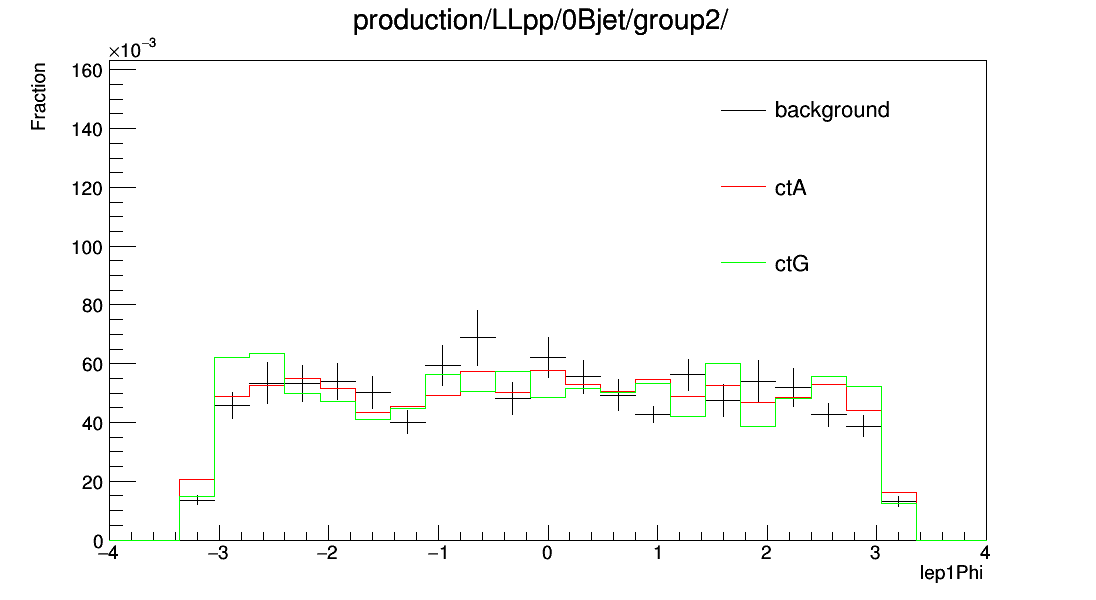 production/LLpp/0Bjet/group2/
×10⁻³
Fraction
160
140
120
100
80
60
40
20
0
background
ctA
ctG
−4 −3 −2 −1 0 1 2 3 4
lep1Phi